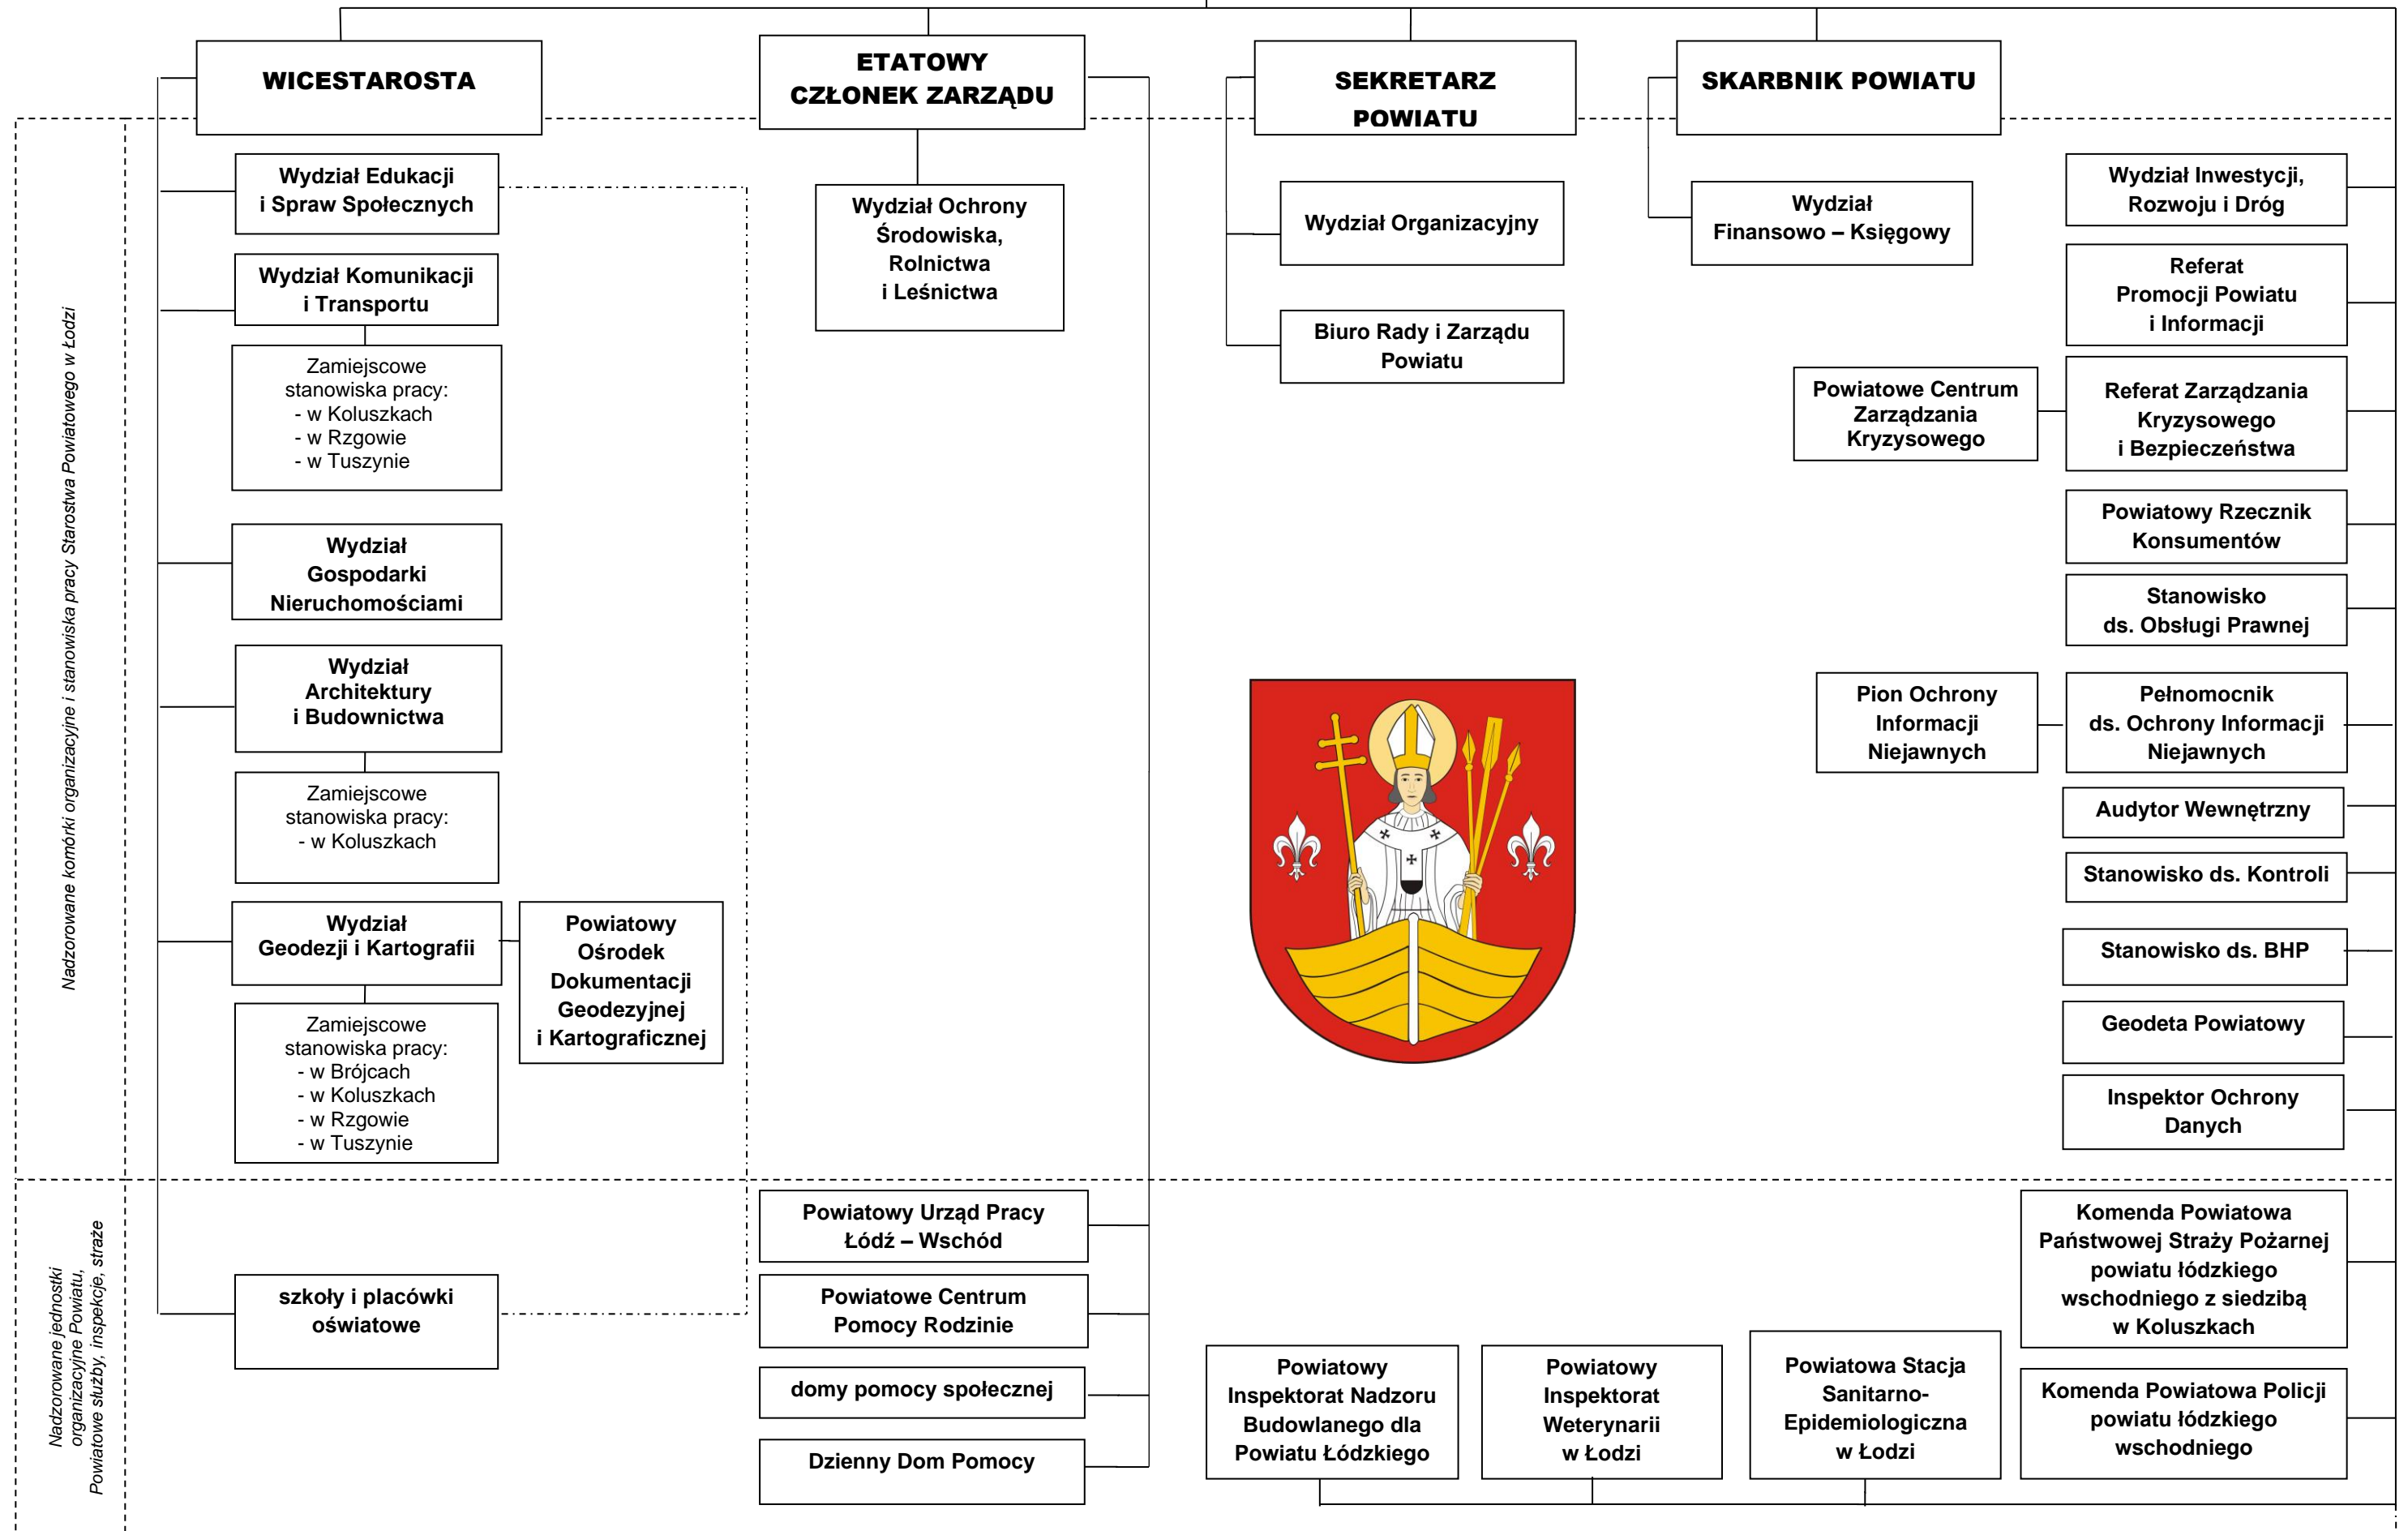 WICESTAROSTA
ETATOWY
CZŁONEK ZARZĄDU
SEKRETARZ
POWIATU
SKARBNIK POWIATU
Nadzorowane komórki organizacyjne i stanowiska pracy Starostwa Powiatowego w Łodzi
Wydział Edukacji
i Spraw Społecznych
Wydział Komunikacji
i Transportu
Zamiejscowe
stanowiska pracy:
- w Koluszkach
- w Rzgowie
- w Tuszynie
Wydział
Gospodarki
Nieruchomościami
Wydział
Architektury
i Budownictwa
Zamiejscowe
stanowiska pracy:
- w Koluszkach
Wydział
Geodezji i Kartografii
Powiatowy
Ośrodek
Dokumentacji
Geodezyjnej
i Kartograficznej
Zamiejscowe
stanowiska pracy:
- w Brójcach
- w Koluszkach
- w Rzgowie
- w Tuszynie
Wydział Ochrony
Środowiska,
Rolnictwa
i Leśnictwa
Wydział Organizacyjny
Biuro Rady i Zarządu
Powiatu
Wydział
Finansowo – Księgowy
Wydział Inwestycji,
Rozwoju i Dróg
Referat
Promocji Powiatu
i Informacji
Powiatowe Centrum
Zarządzania
Kryzysowego
Referat Zarządzania
Kryzysowego
i Bezpieczeństwa
Powiatowy Rzecznik
Konsumentów
Stanowisko
ds. Obsługi Prawnej
Pion Ochrony
Informacji
Niejawnych
Pełnomocnik
ds. Ochrony Informacji
Niejawnych
Audytor Wewnętrzny
Stanowisko ds. Kontroli
Stanowisko ds. BHP
Geodeta Powiatowy
Inspektor Ochrony
Danych
Nadzorowane jednostki
organizacyjne Powiatu,
Powiatowe służby, inspekcje, straże
szkoły i placówki
oświatowe
Powiatowy Urząd Pracy
Łódź – Wschód
Powiatowe Centrum
Pomocy Rodzinie
domy pomocy społecznej
Dzienny Dom Pomocy
Powiatowy
Inspektorat Nadzoru
Budowlanego dla
Powiatu Łódzkiego
Powiatowy
Inspektorat
Weterynarii
w Łodzi
Powiatowa Stacja
Sanitarno-
Epidemiologiczna
w Łodzi
Komenda Powiatowa
Państwowej Straży Pożarnej
powiatu łódzkiego
wschodniego z siedzibą
w Koluszkach
Komenda Powiatowa Policji
powiatu łódzkiego
wschodniego